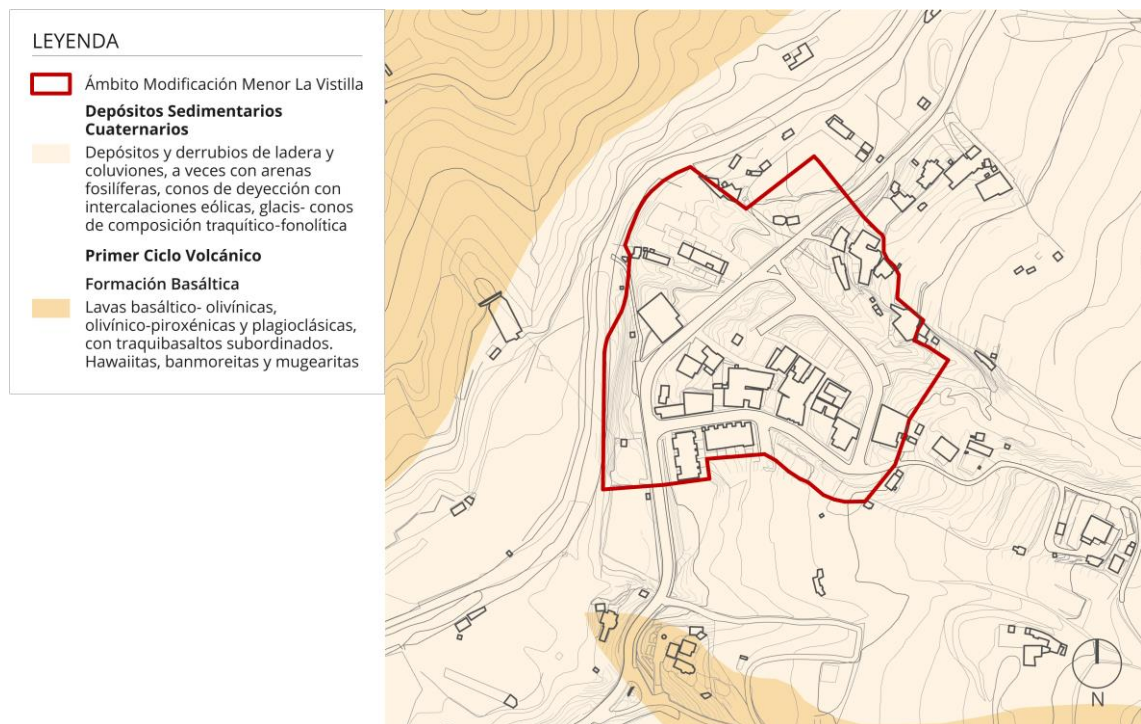 LEYENDA
Ámbito Modificación Menor La Vistilla
Depósitos Sedimentarios
Cuaternarios
Depósitos y derrubios de ladera y
coluviones, a veces con arenas
fosilíferas, conos de deyección con
intercalaciones eólicas, glacis- conos
de composición traquítico-fonolítica
Primer Ciclo Volcánico
Formación Basáltica
Lavas basáltico- olivínicas,
olivínico-piroxénicas y plagioclásicas,
con traquibasaltos subordinados.
Hawaiitas, banmoreitas y mugearitas
N